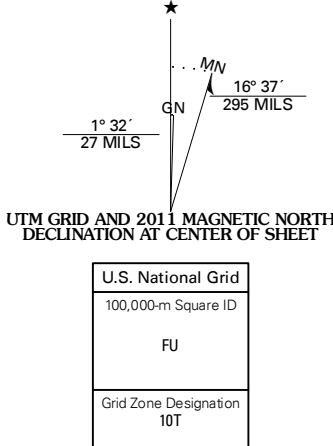 ★
MN
GN
16° 37´
295 MILS
1° 32´
27 MILS
UTM GRID AND 2011 MAGNETIC NORTH
DECLINATION AT CENTER OF SHEET
U.S. National Grid
100,000-m Square ID
FU
Grid Zone Designation
10T